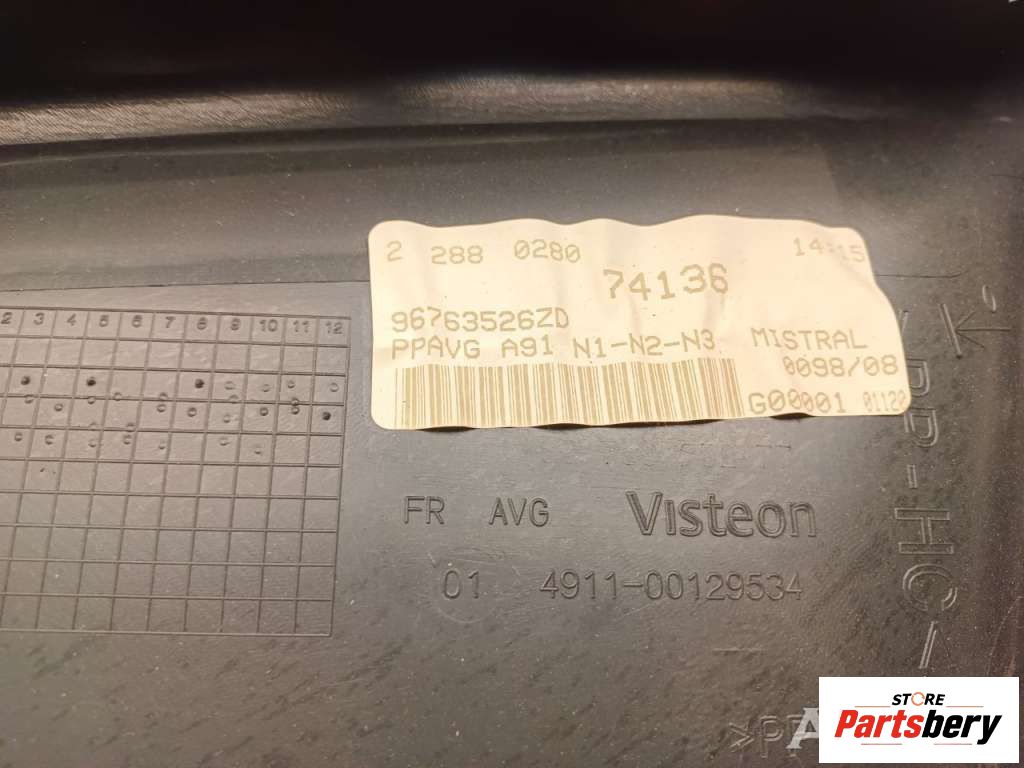 2 288 0280 14:15
74136
96763526ZD
PPAVG A91 N1-N2-N3 MISTRAL
0098/08
G00001 01120
2 3 4 5 6 7 8 9 10 11 12
FR AVG Visteon
01 4911-00129534
STORE
Partsbery